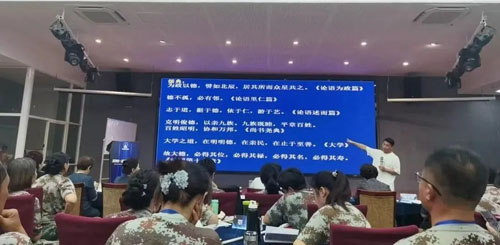 为政以德，譬如北辰，居其所而众星共之。《论语为政篇》
德不孤，必有邻。《论语里仁篇》
志于道，据于德，依于仁，游于艺。《论语述而篇》
克明俊德，以亲九族，九族既睦，平章百姓，
百姓昭明，协和万邦。《尚书尧典》
大学之道，在明明德，在亲民，在止于至善。《大学》
故大德，必得其位，必得其禄，必得其名，必得其寿。